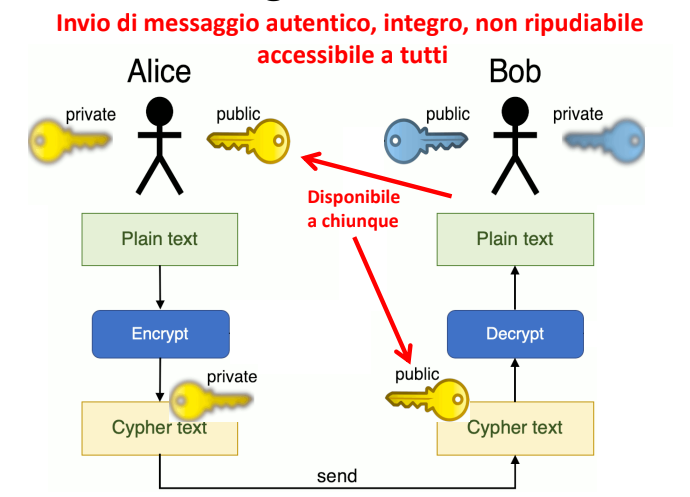 Invio di messaggio autentico, integro, non ripudiabile
accessibile a tutti
Alice
Bob
private
public
public
private
Disponibile
a chiunque
Plain text
Plain text
Encrypt
Decrypt
private
public
Cypher text
Cypher text
send